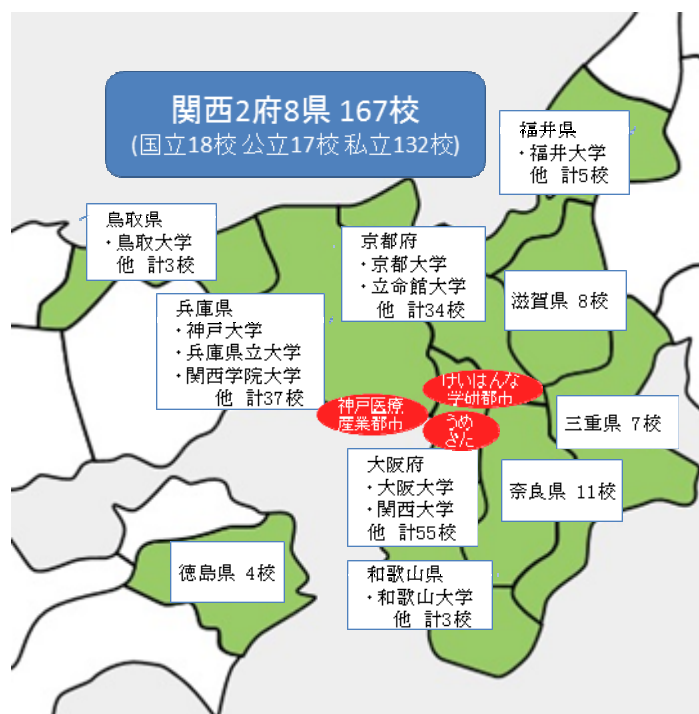 関西2府8県 167校
(国立18校 公立17校 私立132校)
福井県
・福井大学
他 計5校
鳥取県
・鳥取大学
他 計3校
京都府
・京都大学
・立命館大学
他 計34校
滋賀県 8校
兵庫県
・神戸大学
・兵庫県立大学
・関西学院大学
他 計37校
けいはんな
学研都市
神戸医療
産業都市
うめ
きた
三重県 7校
大阪府
・大阪大学
・関西大学
他 計55校
奈良県 11校
徳島県 4校
和歌山県
・和歌山大学
他 計3校